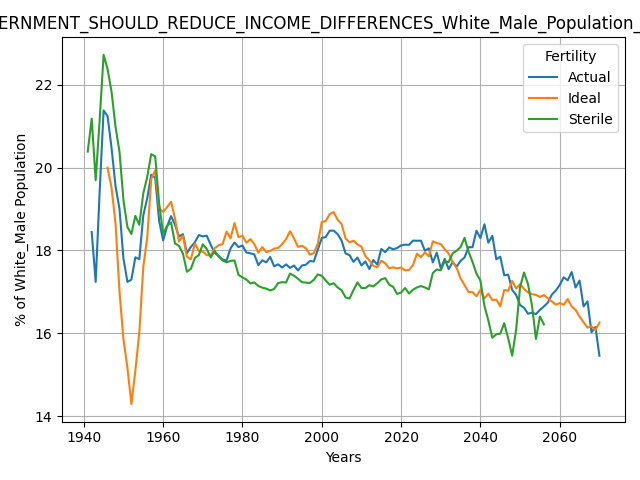 ERNMENT_SHOULD_REDUCE_INCOME_DIFFERENCES_White_Male_Population_
Fertility
Actual
Ideal
Sterile
% of White_Male Population
22
20
18
16
14
1940 1960 1980 2000 2020 2040 2060
Years